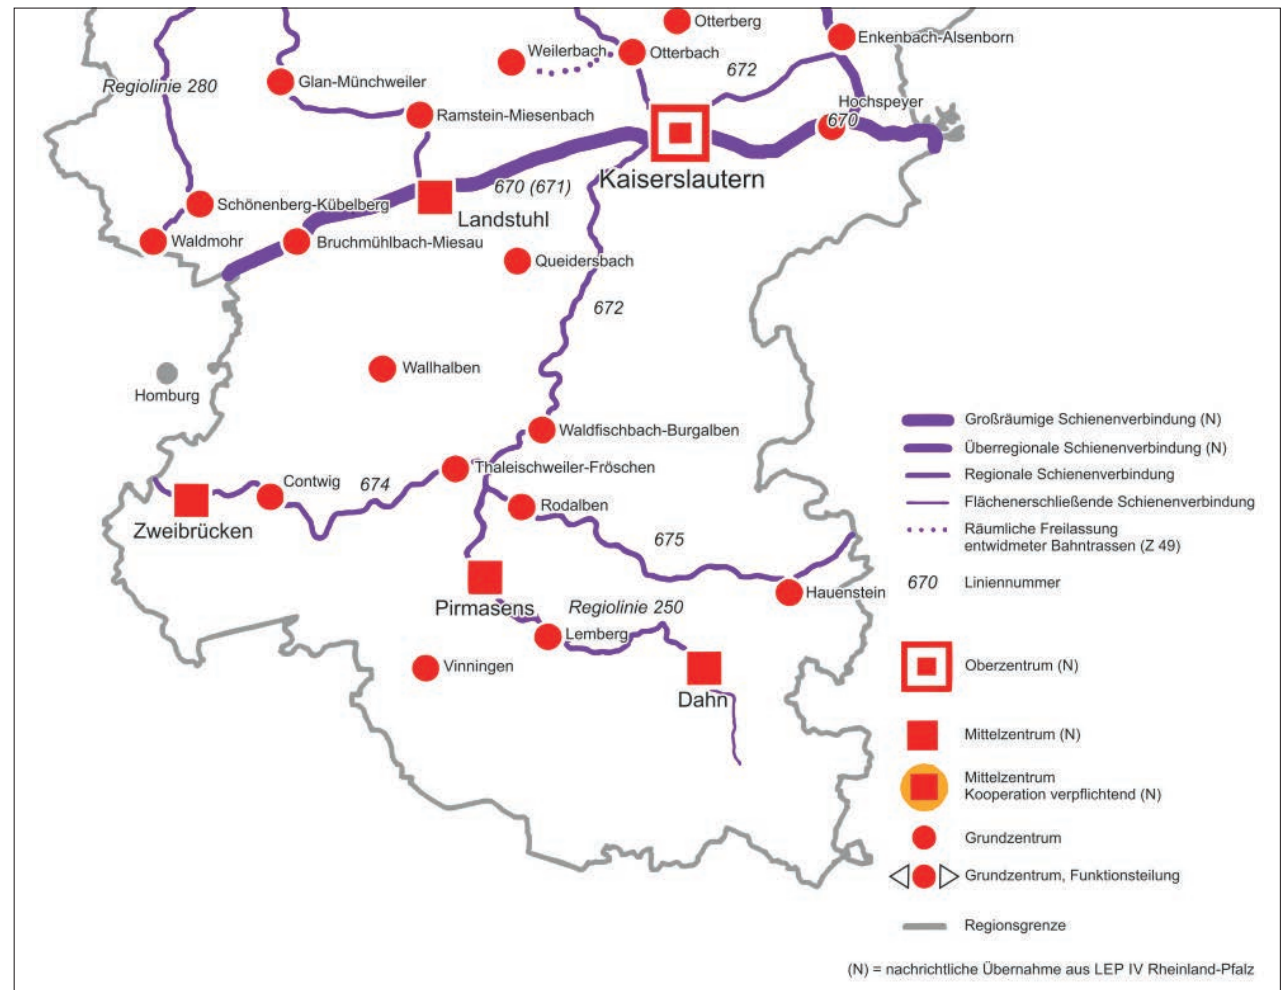 Otterberg
Enkenbach-Alsenborn
Weilerbach
Otterbach
672
Regiolinie 280
Glan-Münchweiler
Hochspeyer
670
Ramstein-Miesenbach
Kaiserslautern
670 (671)
Schönenberg-Kübelberg
Landstuhl
Waldmohr
Bruchmühlbach-Miesau
Queidersbach
672
Wallhalben
Homburg
Waldfischbach-Burgalben
Thaleischweiler-Fröschen
Contwig
674
Rodalben
Zweibrücken
675
Hauenstein
Pirmasens
Regiolinie 250
Lemberg
Vinningen
Dahn
Großräumige Schienenverbindung (N)
Überregionale Schienenverbindung (N)
Regionale Schienenverbindung
Flächenerschließende Schienenverbindung
Räumliche Freilassung
entwidmeter Bahntrassen (Z 49)
670 Liniennummer
Oberzentrum (N)
Mittelzentrum (N)
Mittelzentrum
Kooperation verpflichtend (N)
Grundzentrum
Grundzentrum, Funktionsteilung
Regionsgrenze
(N) = nachrichtliche Übernahme aus LEP IV Rheinland-Pfalz